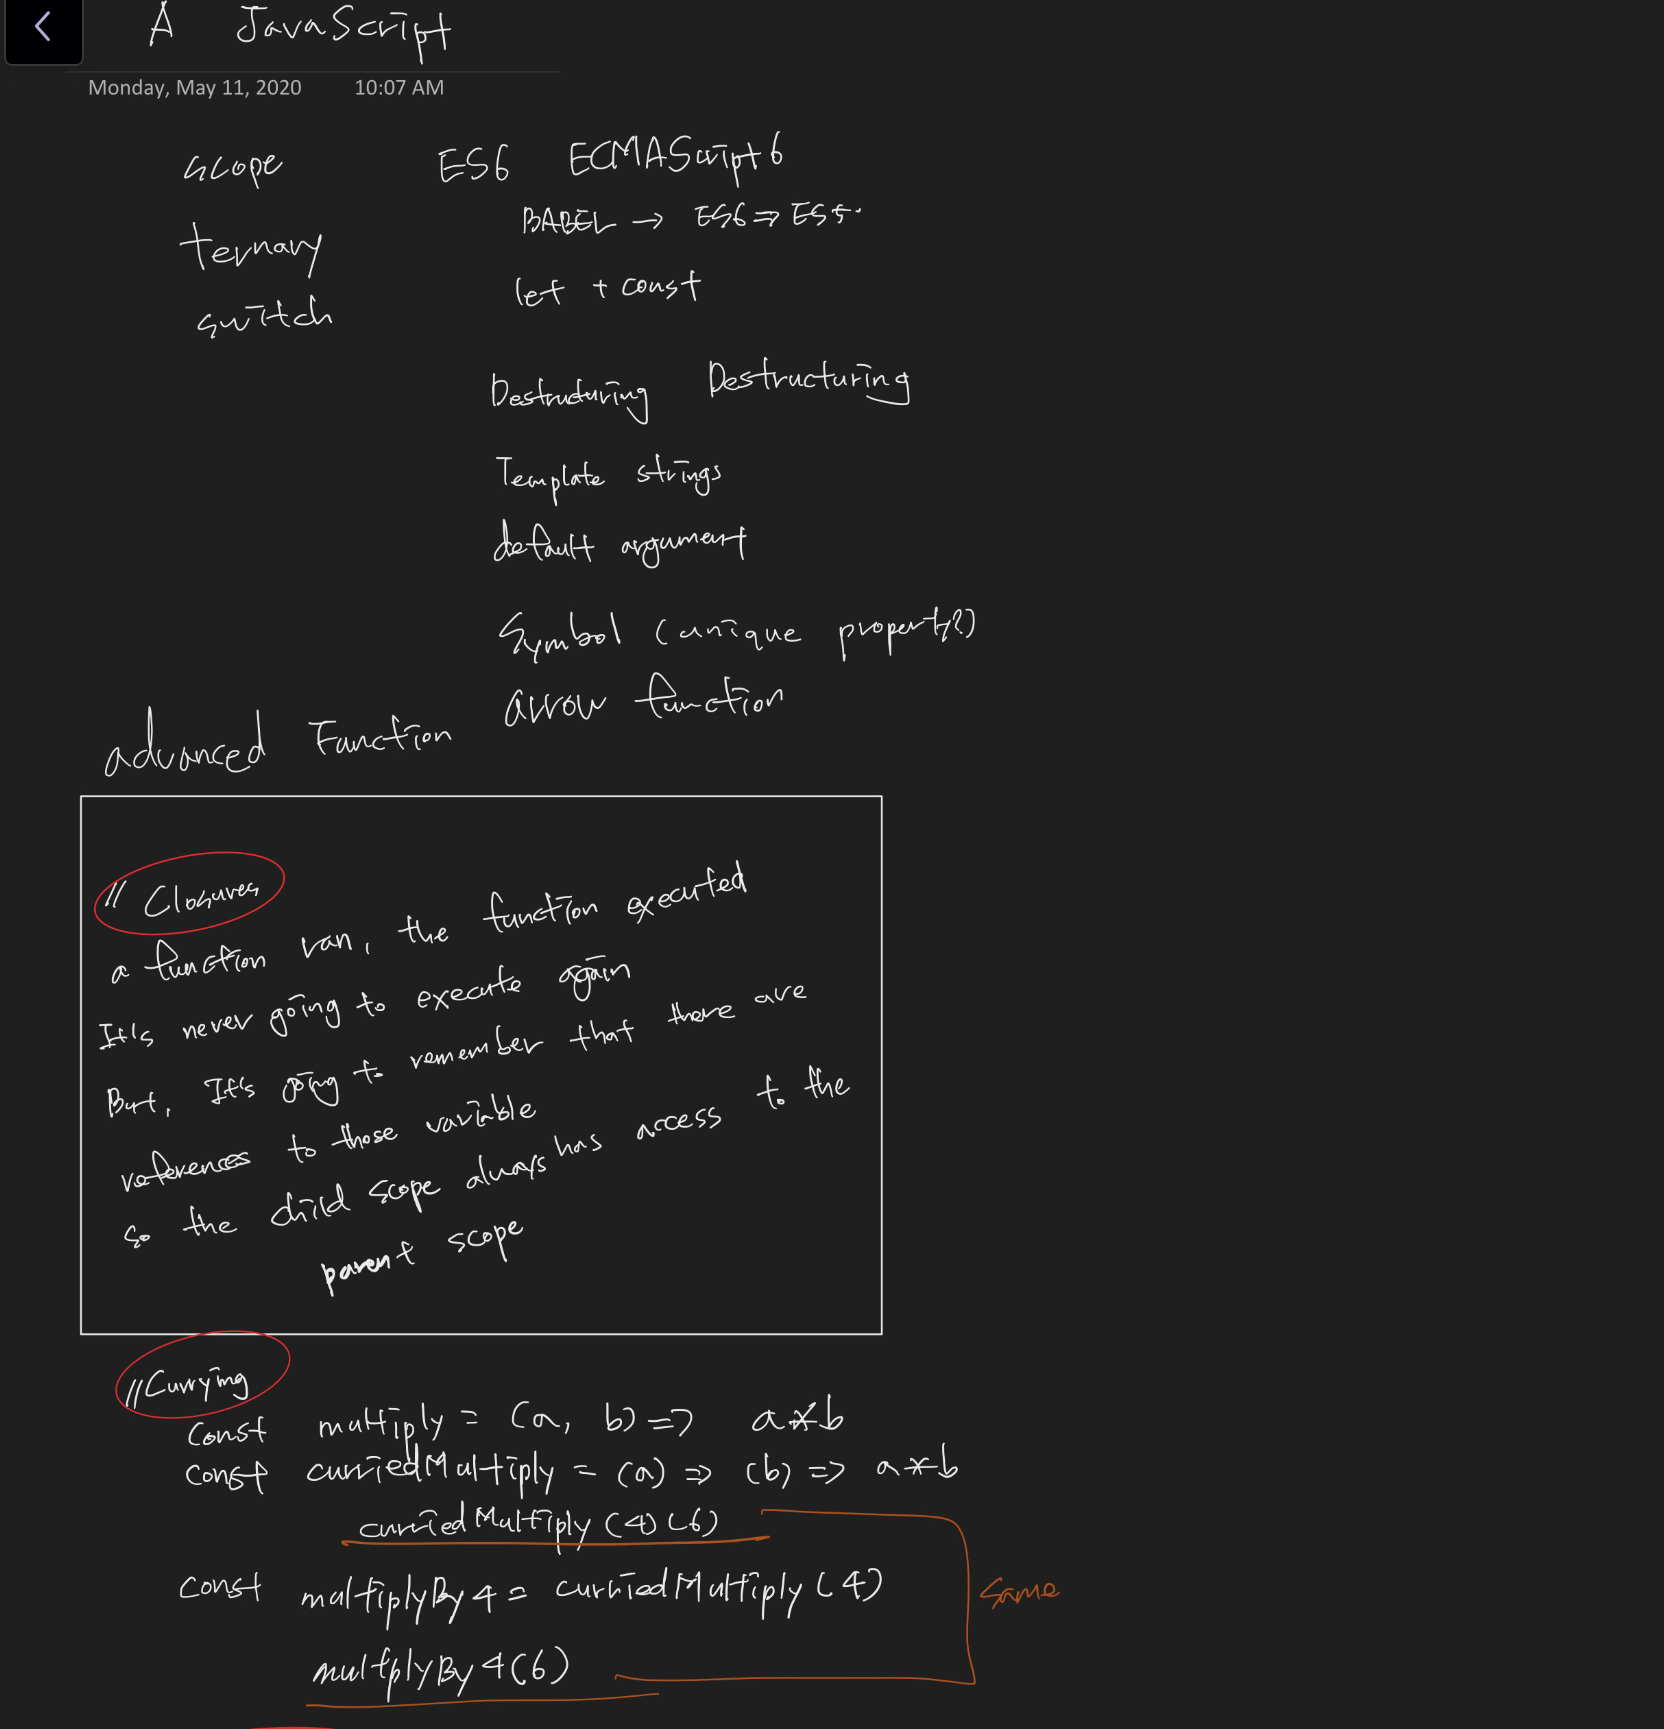 A JavaScript
Monday, May 11, 2020 10:07 AM
scope
ternary
switch
ES6 ECMAScript 6
BABEL → ES6 => ES5.
let + const
Destructuring Destructuring
Template strings
default argument
Symbol (unique property?)
arrow function
advanced Function
// Closures
a function ran, the function executed
It's never going to execute again
But, It's going to remember that there are
references to those variable
so the child scope always has access to the
parent scope
//Currying
const multiply = (a, b) => a*b
const curriedMultiply = (a) => (b) => a*b
curriedMultiply (4) (6)
const multiplyBy4 = curriedMultiply (4)
multplyBy4(6)
same